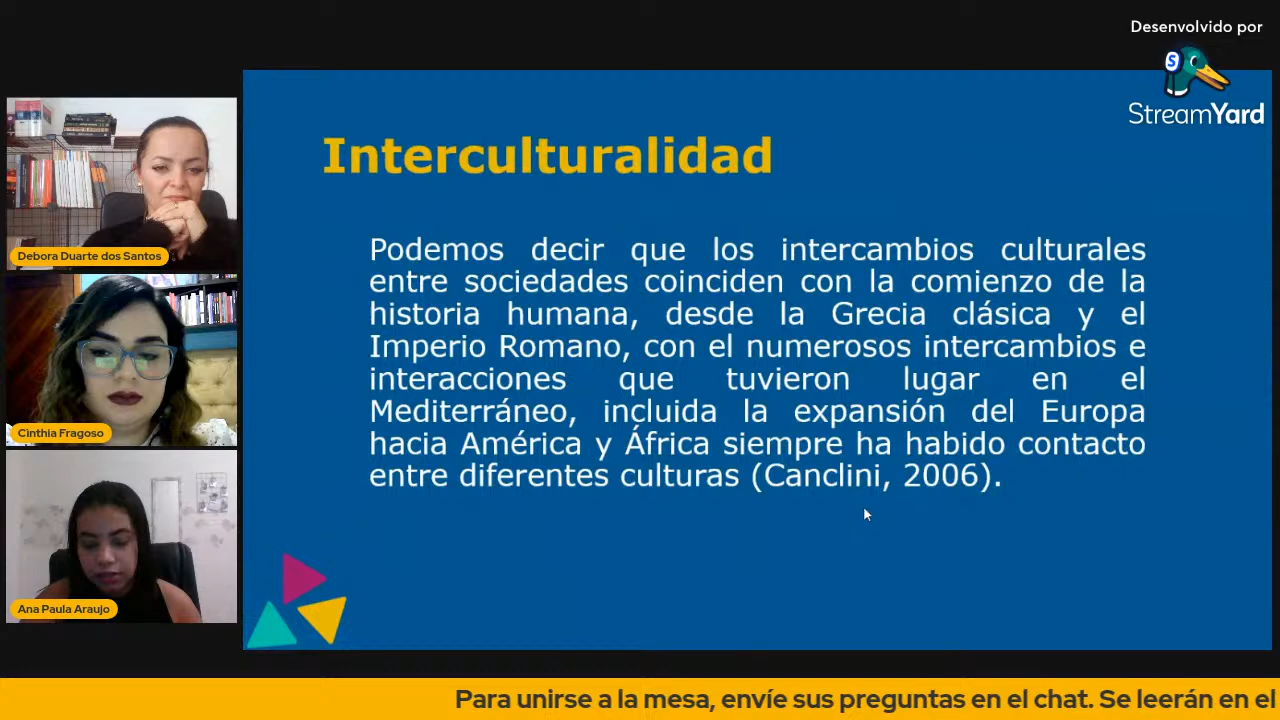 Desenvolvido por
S
StreamYard
Interculturalidad
Podemos decir que los intercambios culturales
entre sociedades coinciden con la comienzo de la
historia humana, desde la Grecia clásica y el
Imperio Romano, con el numerosos intercambios e
interacciones que tuvieron lugar en el
Mediterráneo, incluida la expansión del Europa
hacia América y África siempre ha habido contacto
entre diferentes culturas (Canclini, 2006).
Debora Duarte dos Santos
Cinthia Fragoso
Ana Paula Araujo
Para unirse a la mesa, envíe sus preguntas en el chat. Se leerán en el